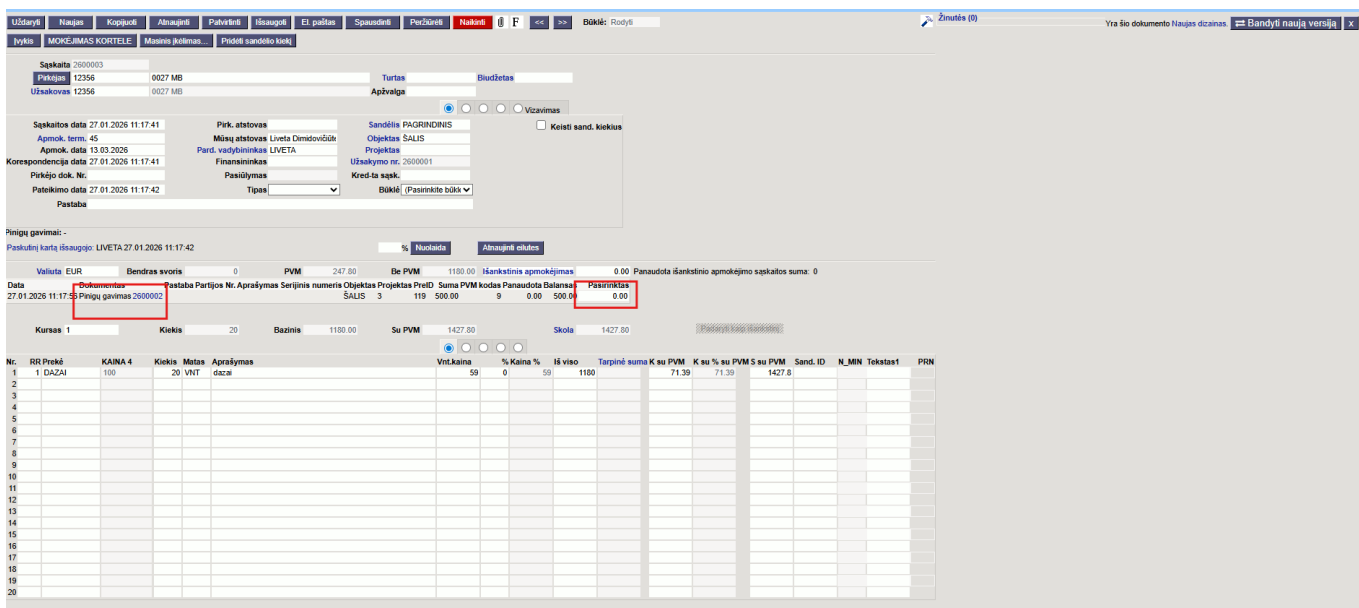 Uždaryti Naujas Kopijuoti Atnaujinti Patvirtinti Išsaugoti El. paštas Spausdinti Peržiūrėti Naikinti F << >> Būklė: Rodyti Žinutės (0) Yra šio dokumento Naujas dizainas. Bandyti naują versiją x
Įvykis MOKĖJIMAS KORTELE Masinis įkėlimas... Pridėti sandėlio kiekį
Sąskaita 2600003
Pirkėjas 12356 0027 MB Turtas Biudžetas
Užsakovas 12356 0027 MB Apžvalga
Vizavimas
Sąskaitos data 27.01.2026 11:17:41 Pirk. atstovas Sandėlis PAGRINDINIS Keisti sand. kiekius
Apmok. term. 45 Mūsų atstovas Liveta Dimidovičiūtė Objektas ŠALIS
Apmok. data 13.03.2026 Pard. vadybininkas LIVETA Projektas
Korespondencija data 27.01.2026 11:17:41 Finansininkas Užsakymo nr. 2600001
Pirkėjo dok. Nr. Pasiūlymas Kred-ta sąsk.
Pateikimo data 27.01.2026 11:17:42 Tipas Būklė (Pasirinkite būklę
Pastaba
Pinigų gavimai: -
Paskutinį kartą išsaugojo: LIVETA 27.01.2026 11:17:42 % Nuolaida Atnaujinti eilutes
Valiuta EUR Bendras svoris 0 PVM 247.80 Be PVM 1180.00 Išankstinis apmokėjimas 0.00 Panaudota išankstinio apmokėjimo sąskaitos suma: 0
Data Dokumentas Pastaba Partijos Nr. Aprašymas Serijinis numeris Objektas Projektas PreID Suma PVM kodas Panaudota Balansas Pasirinktas
27.01.2026 11:17:56 Pinigų gavimas 2600002 ŠALIS 3 119 500.00 9 0.00 500.00 0.00
Kursas 1 Kiekis 20 Bazinis 1180.00 Su PVM 1427.80 Skola 1427.80
Nr. RR Prekė KAINA 4 Kiekis Matas Aprašymas Vnt.kaina % Kaina % Iš viso Tarpinė suma K su PVM K su % su PVM S su PVM Sand. ID N_MIN Tekstas1 PRN
1 1 DAZAI 100 20 VNT dazai 59 0 59 1180 71.39 71.39 1427.8
2
3
4
5
6
7
8
9
10
11
12
13
14
15
16
17
18
19
20